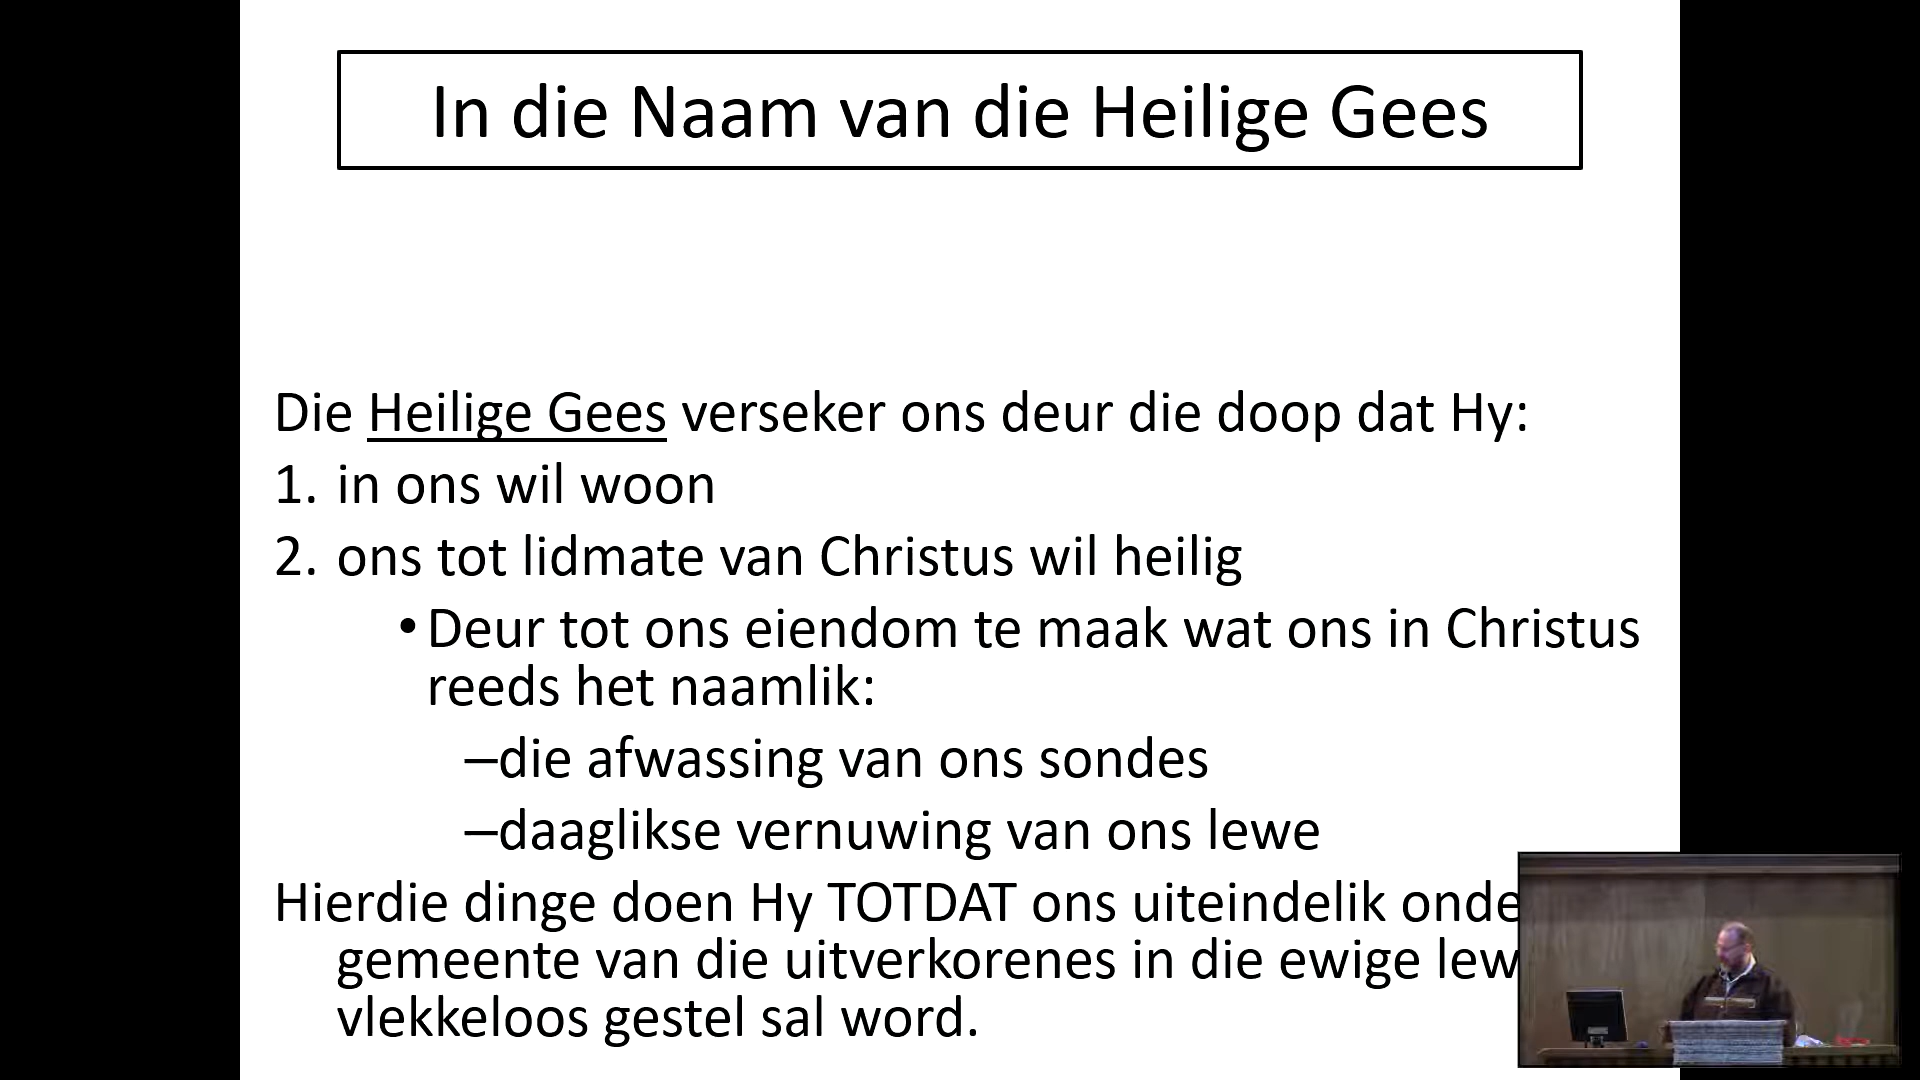 In die Naam van die Heilige Gees
Die Heilige Gees verseker ons deur die doop dat Hy:
1. in ons wil woon
2. ons tot lidmate van Christus wil heilig
• Deur tot ons eiendom te maak wat ons in Christus
reeds het naamlik:
–die afwassing van ons sondes
–daaglikse vernuwing van ons lewe
Hierdie dinge doen Hy TOTDAT ons uiteindelik
gemeente van die uitverkorenes in die ewige
vlekkeloos gestel sal word.